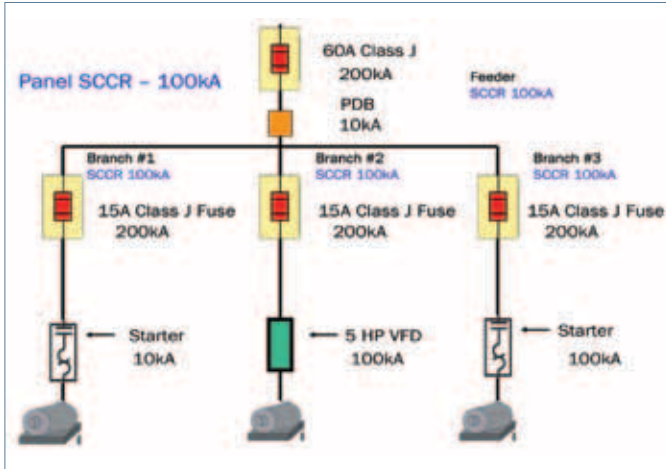 60A Class J
200kA
Panel SCCR – 100kA
Feeder
SCCR 100kA
PDB
10kA
Branch #1
SCCR 100kA
Branch #2
SCCR 100kA
Branch #3
SCCR 100kA
15A Class J Fuse
200kA
15A Class J Fuse
200kA
15A Class J Fuse
200kA
Starter
10kA
5 HP VFD
100kA
Starter
100kA